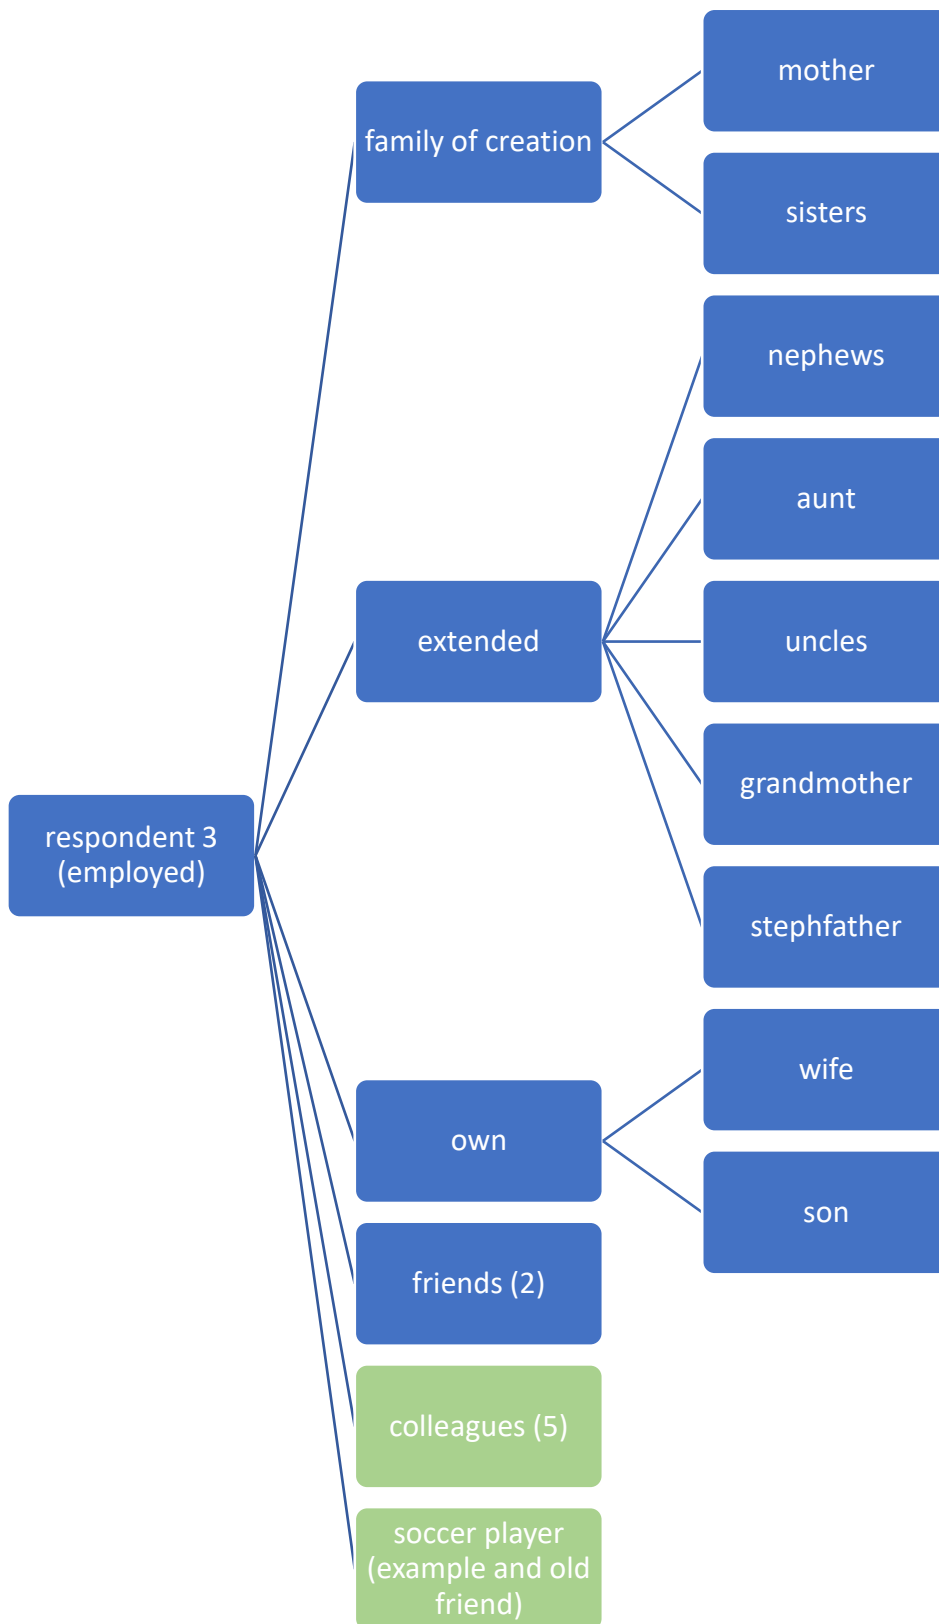 mother
family of creation
sisters
nephews
aunt
extended
uncles
grandmother
respondent 3
(employed)
stephfather
wife
own
son
friends (2)
colleagues (5)
soccer player
(example and old
friend)